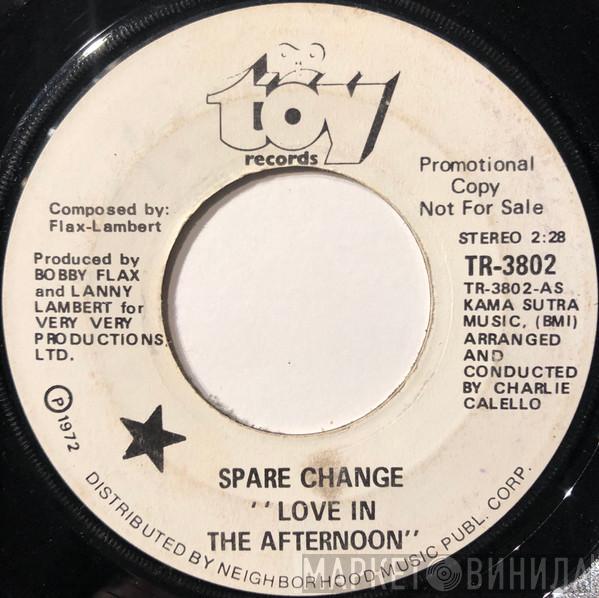 toy
records
Promotional
Copy
Not For Sale
Composed by:
Flax-Lambert
STEREO 2:28
TR-3802
TR-3802-AS
KAMA SUTRA
MUSIC, (BMI)
ARRANGED
AND
CONDUCTED
BY CHARLIE
CALELLO
Produced by
BOBBY FLAX
and LANNY
LAMBERT for
VERY VERY
PRODUCTIONS,
LTD.
Ⓟ1972
SPARE CHANGE
''LOVE IN
THE AFTERNOON"
DISTRIBUTED BY NEIGHBORHOOD MUSIC PUBL. CORP.
МАРКЕТ ВИНИЛА